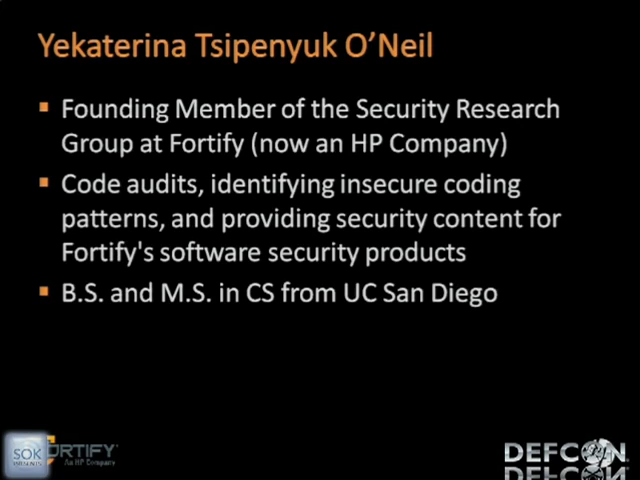 Yekaterina Tsipenyuk O’Neil
▪ Founding Member of the Security Research
Group at Fortify (now an HP Company)
▪ Code audits, identifying insecure coding
patterns, and providing security content for
Fortify's software security products
▪ B.S. and M.S. in CS from UC San Diego
SOK
PRESENTS
FORTIFY
An HP Company
DEFCON